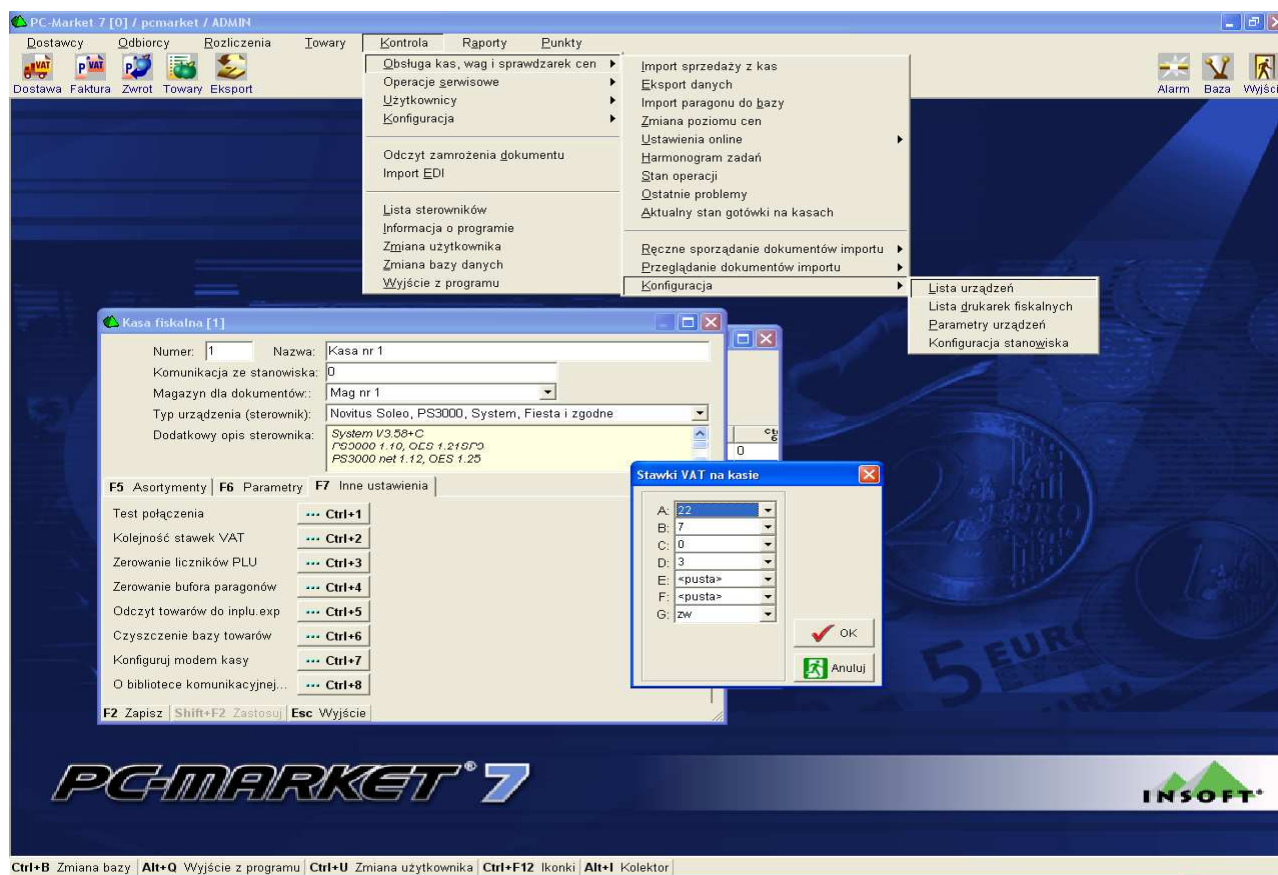 PC-Market 7 [0] / pcmarket / ADMIN
Dostawcy Odbiorcy Rozliczenia Towary Kontrola Raporty Punkty
Dostawa Faktura Zwrot Towary Eksport
Alarm Baza Wyjści
Obsługa kas, wag i sprawdzarek cen
Operacje serwisowe
Użytkownicy
Konfiguracja
Odczyt zamrożenia dokumentu
Import EDI
Lista sterowników
Informacja o programie
Zmiana użytkownika
Zmiana bazy danych
Wyjście z programu
Import sprzedaży z kas
Eksport danych
Import paragonu do bazy
Zmiana poziomu cen
Ustawienia online
Harmonogram zadań
Stan operacji
Ostatnie problemy
Aktualny stan gotówki na kasach
Ręczne sporządanie dokumentów importu
Przeglądanie dokumentów importu
Konfiguracja
Lista urządzeń
Lista drukarek fiskalnych
Parametry urządzeń
Konfiguracja stanowiska
Kasa fiskalna [1]
Numer: 1 Nazwa: Kasa nr 1
Komunikacja ze stanowiska: 0
Magazyn dla dokumentów:: Mag nr 1
Typ urządzenia (sterownik): Novitus Soleo, PS3000, System, Fiesta i zgodne
Dodatkowy opis sterownika: System V3.58+C
PS3000 1.10, OES 1.21SP3
PS3000 net 1.12, OES 1.25
0
F5 Asortymenty F6 Parametry F7 Inne ustawienia
Test połączenia ... Ctrl+1
Kolejność stawek VAT ... Ctrl+2
Zerowanie liczników PLU ... Ctrl+3
Zerowanie bufora paragonów ... Ctrl+4
Odczyt towarów do inplu.exp ... Ctrl+5
Czyszczenie bazy towarów ... Ctrl+6
Konfiguruj modem kasy ... Ctrl+7
O bibliotece komunikacyjnej... ... Ctrl+8
F2 Zapisz Shift+F2 Zastosuj Esc Wyjście
Stawki VAT na kasie
A: 22
B: 7
C: 0
D: 3
E: <pusta>
F: <pusta>
G: zw
OK
Anuluj
5 EURO
PC-MARKET® 7
INSOFT
Ctrl+B Zmiana bazy Alt+Q Wyjście z programu Ctrl+U Zmiana użytkownika Ctrl+F12 Ikonki Alt+I Kolektor